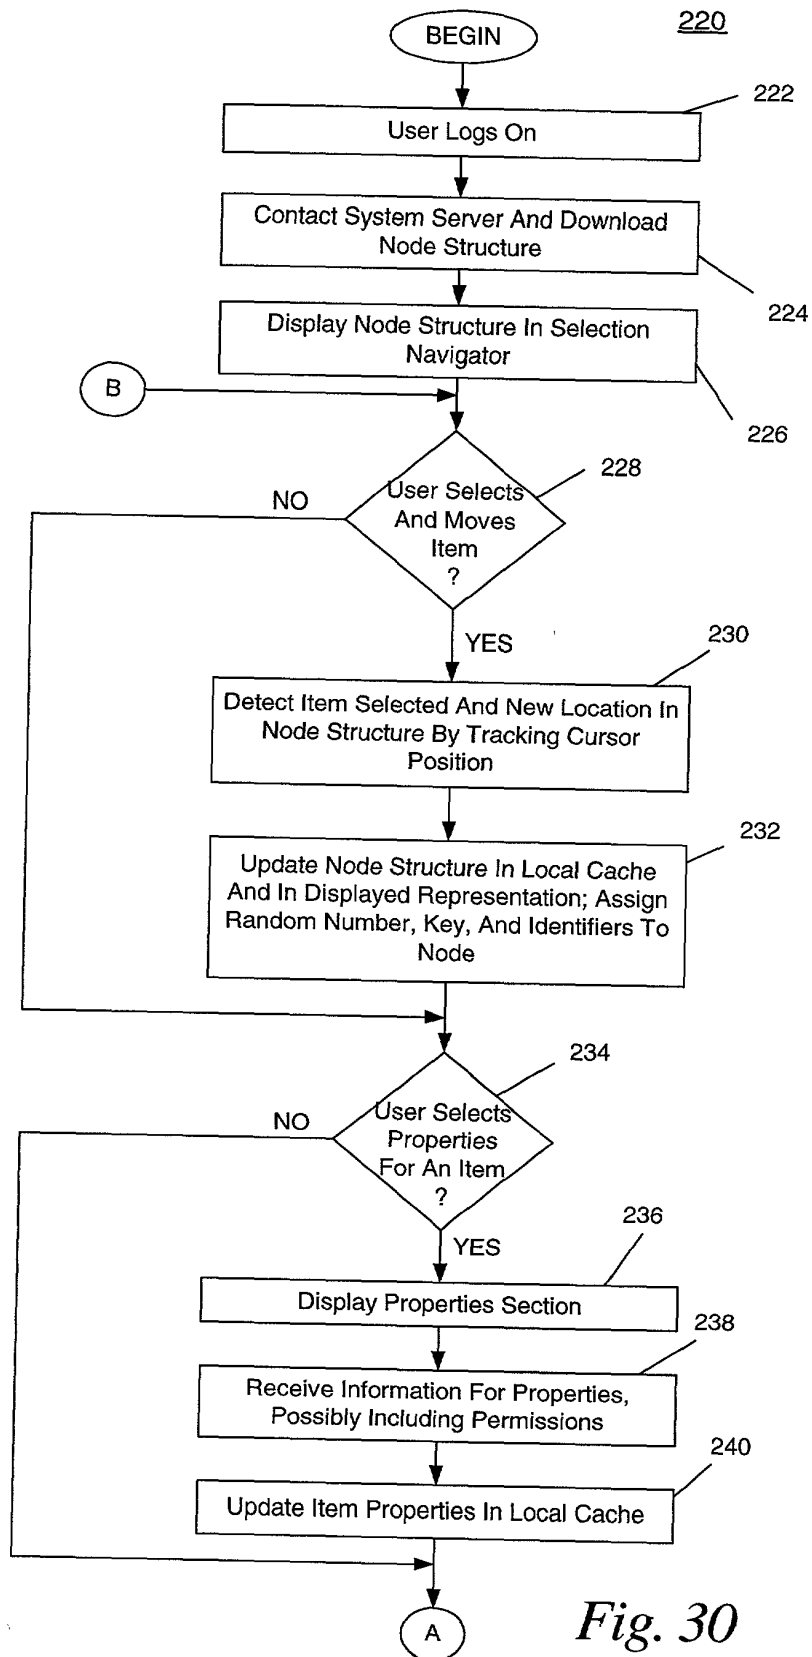 220
BEGIN
222
User Logs On
Contact System Server And Download
Node Structure
224
Display Node Structure In Selection
Navigator
226
B
228
User Selects
And Moves
Item
?
NO
YES
230
Detect Item Selected And New Location In
Node Structure By Tracking Cursor
Position
232
Update Node Structure In Local Cache
And In Displayed Representation; Assign
Random Number, Key, And Identifiers To
Node
234
User Selects
Properties
For An Item
?
NO
YES
236
Display Properties Section
238
Receive Information For Properties,
Possibly Including Permissions
240
Update Item Properties In Local Cache
A
Fig. 30